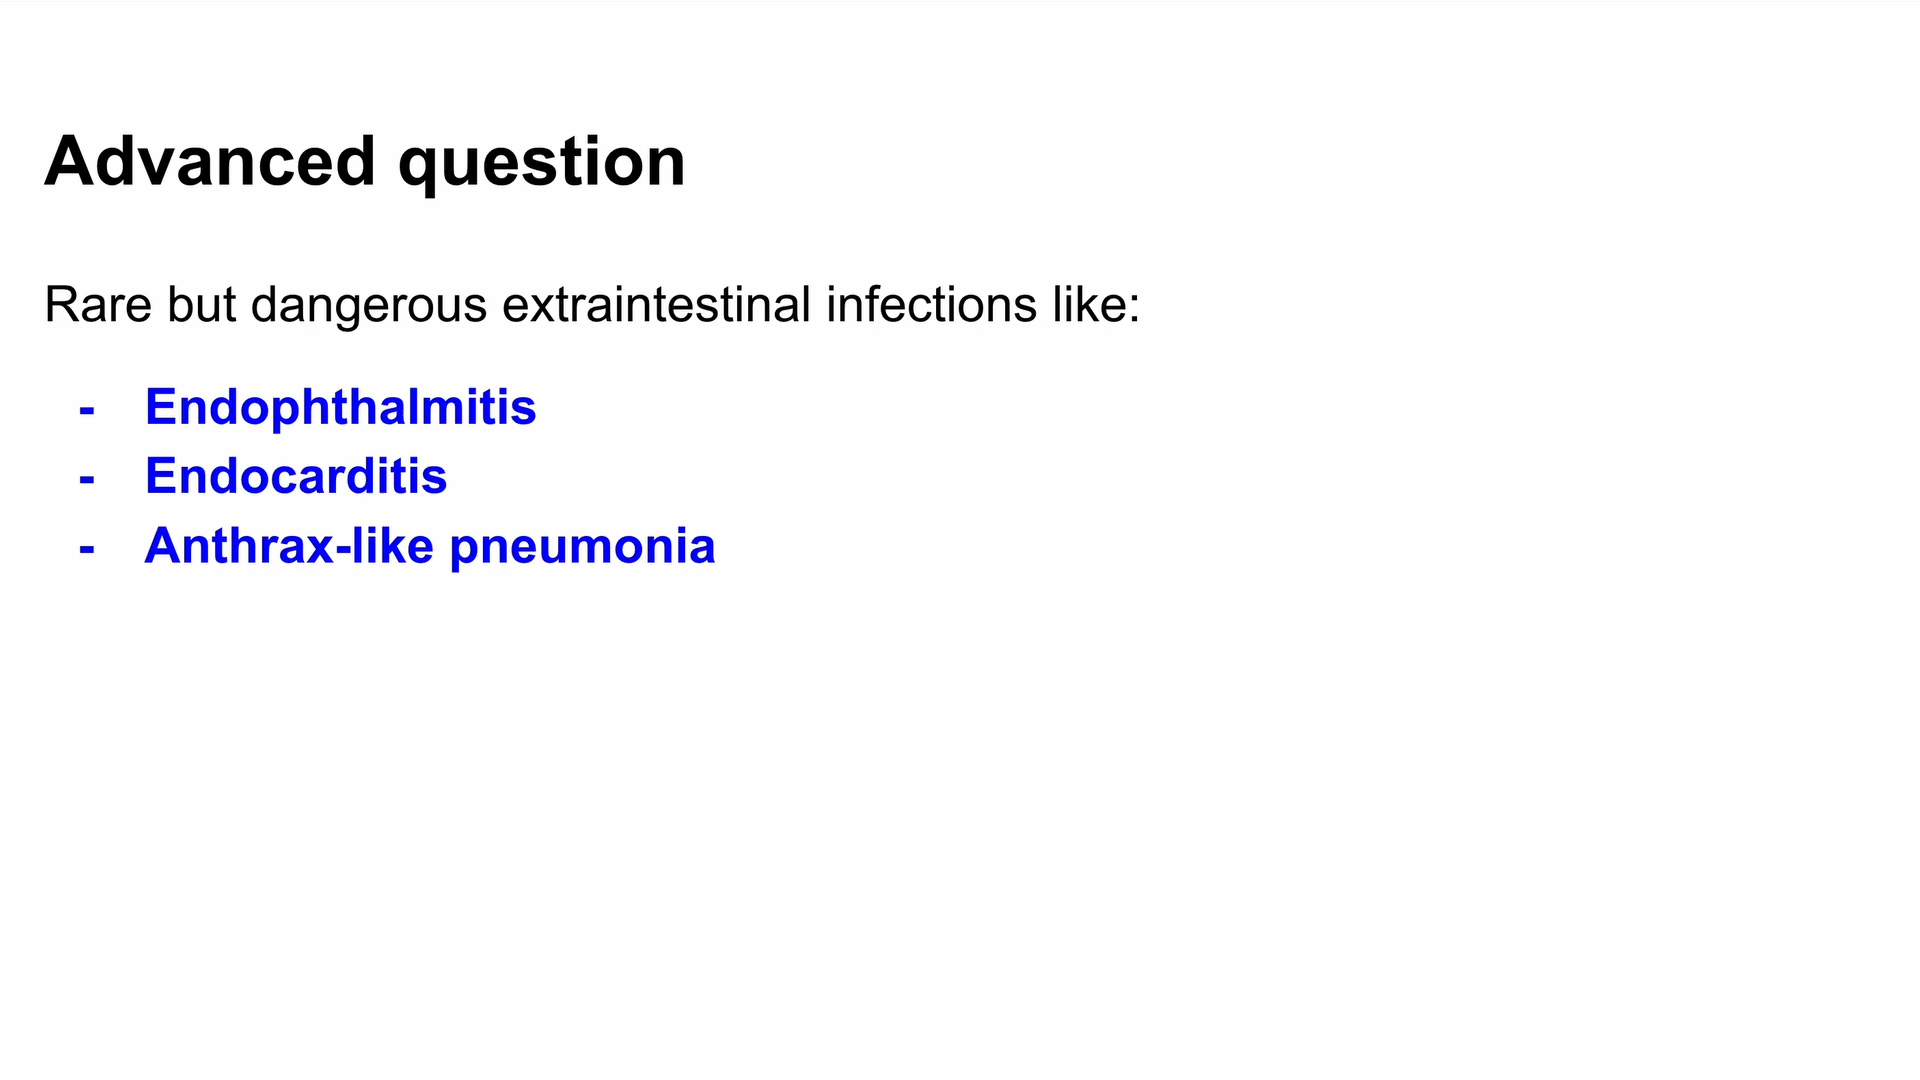 Advanced question
Rare but dangerous extraintestinal infections like:
- Endophthalmitis
- Endocarditis
- Anthrax-like pneumonia